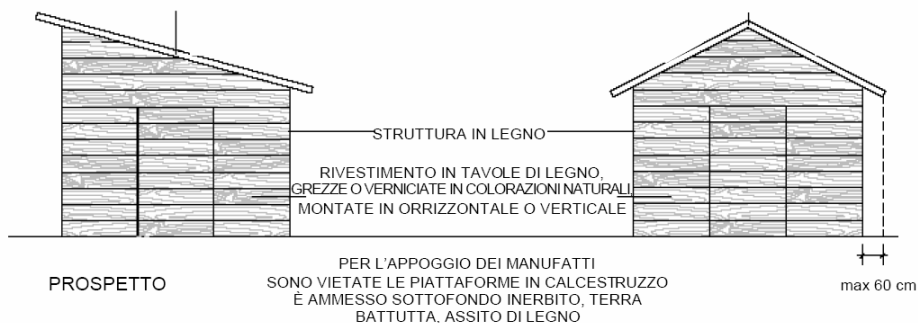 STRUTTURA IN LEGNO
RIVESTIMENTO IN TAVOLE DI LEGNO,
GREZZE O VERNICIATE IN COLORAZIONI NATURALI,
MONTATE IN ORRIZZONTALE O VERTICALE
PROSPETTO
PER L'APPOGGIO DEI MANUFATTI
SONO VIETATE LE PIATTAFORME IN CALCESTRUZZO
È AMMESSO SOTTOFONDO INERBITO, TERRA
BATTUTTA, ASSITO DI LEGNO
max 60 cm